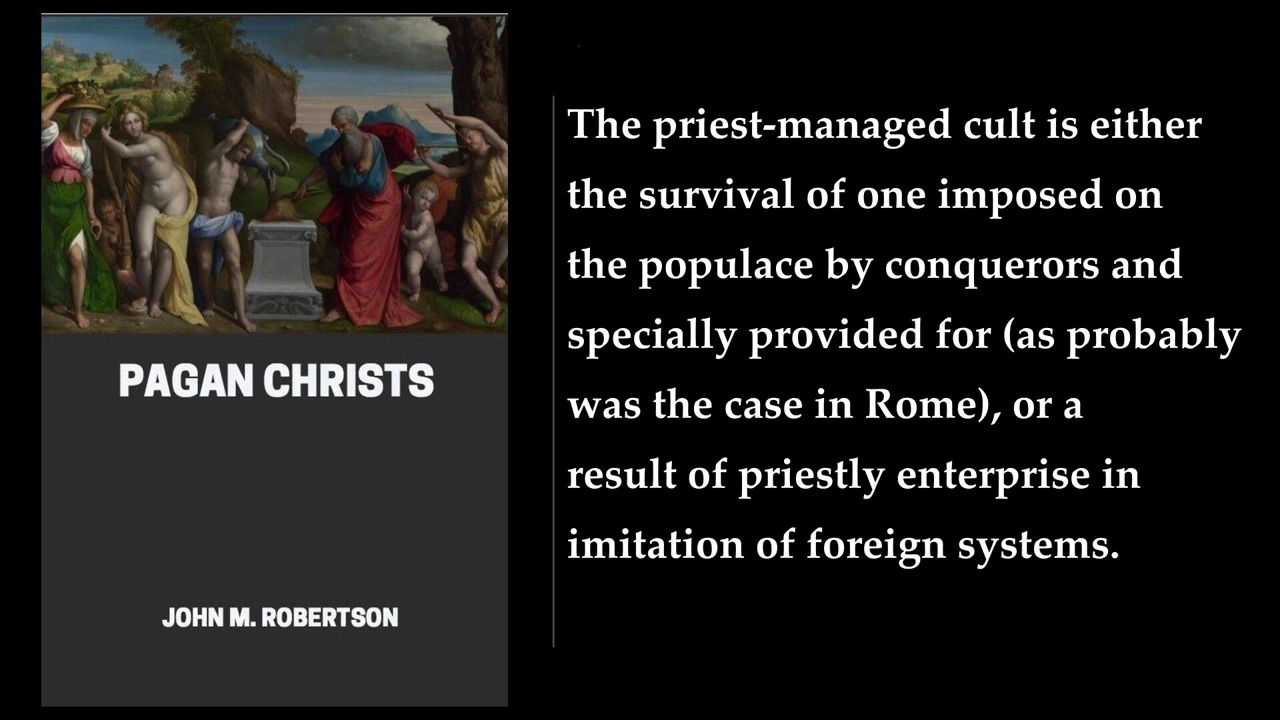 PAGAN CHRISTS
JOHN M. ROBERTSON
The priest-managed cult is either
the survival of one imposed on
the populace by conquerors and
specially provided for (as probably
was the case in Rome), or a
result of priestly enterprise in
imitation of foreign systems.